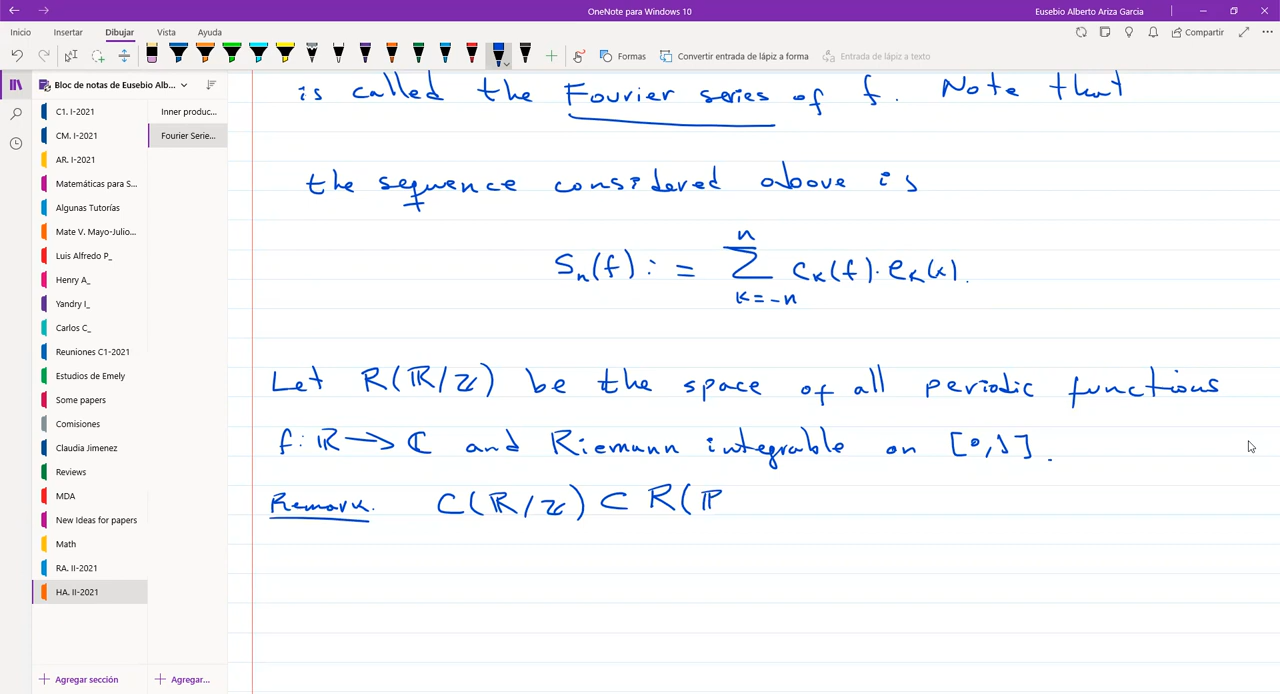 OneNote para Windows 10
Eusebio Alberto Ariza Garcia
Inicio Insertar Dibujar Vista Ayuda
Compartir
Formas Convertir entrada de lápiz a forma Entrada de lápiz a texto
Bloc de notas de Eusebio Alb...
C1. I-2021
CM. I-2021
AR. I-2021
Matemáticas para S...
Algunas Tutorías
Mate V. Mayo-Julio...
Luis Alfredo P_
Henry A_
Yandry I_
Carlos C_
Reuniones C1-2021
Estudios de Emely
Some papers
Comisiones
Claudia Jimenez
Reviews
MDA
New Ideas for papers
Math
RA. II-2021
HA. II-2021
Agregar sección
Inner produc...
Fourier Serie...
Agregar...
is called the Fourier series of f. Note that
the sequence considered above is
Sₙ(f) := ∑_{k=-n}^{n} cₖ(f)·eₖ(x).
Let R(ℝ/ℤ) be the space of all periodic functions
f: ℝ → ℂ and Riemann integrable on [0,1].
Remark. C(ℝ/ℤ) ⊂ R(ℙ